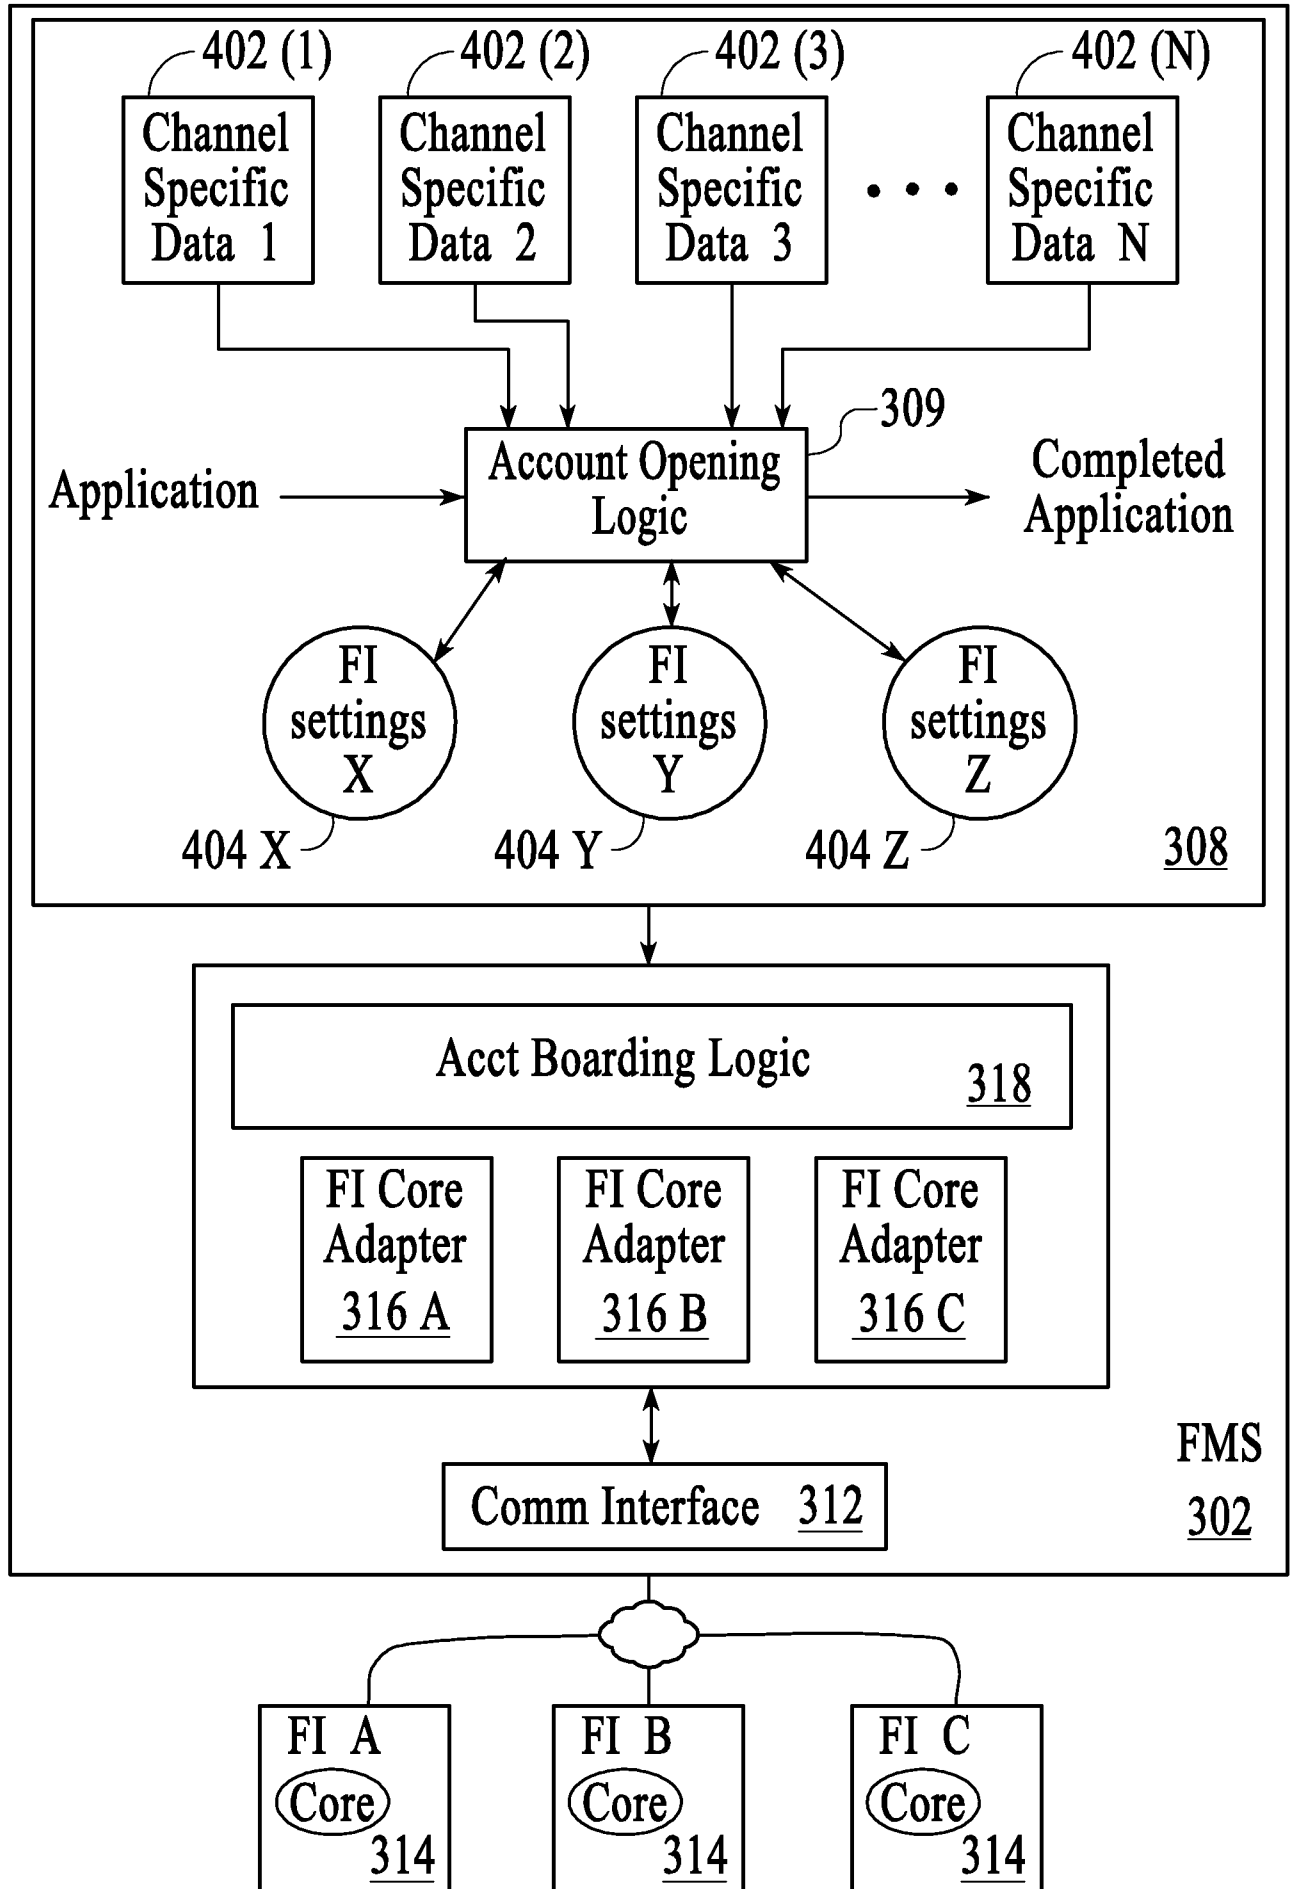 402 (1) 402 (2) 402 (3) 402 (N)
Channel
Specific
Data 1
Channel
Specific
Data 2
Channel
Specific
Data 3
• • •
Channel
Specific
Data N
309
Application
Account Opening
Logic
Completed
Application
FI
settings
X
FI
settings
Y
FI
settings
Z
404 X 404 Y 404 Z
308
Acct Boarding Logic
318
FI Core
Adapter
316 A
FI Core
Adapter
316 B
FI Core
Adapter
316 C
FMS
302
Comm Interface 312
FI A
Core
314
FI B
Core
314
FI C
Core
314